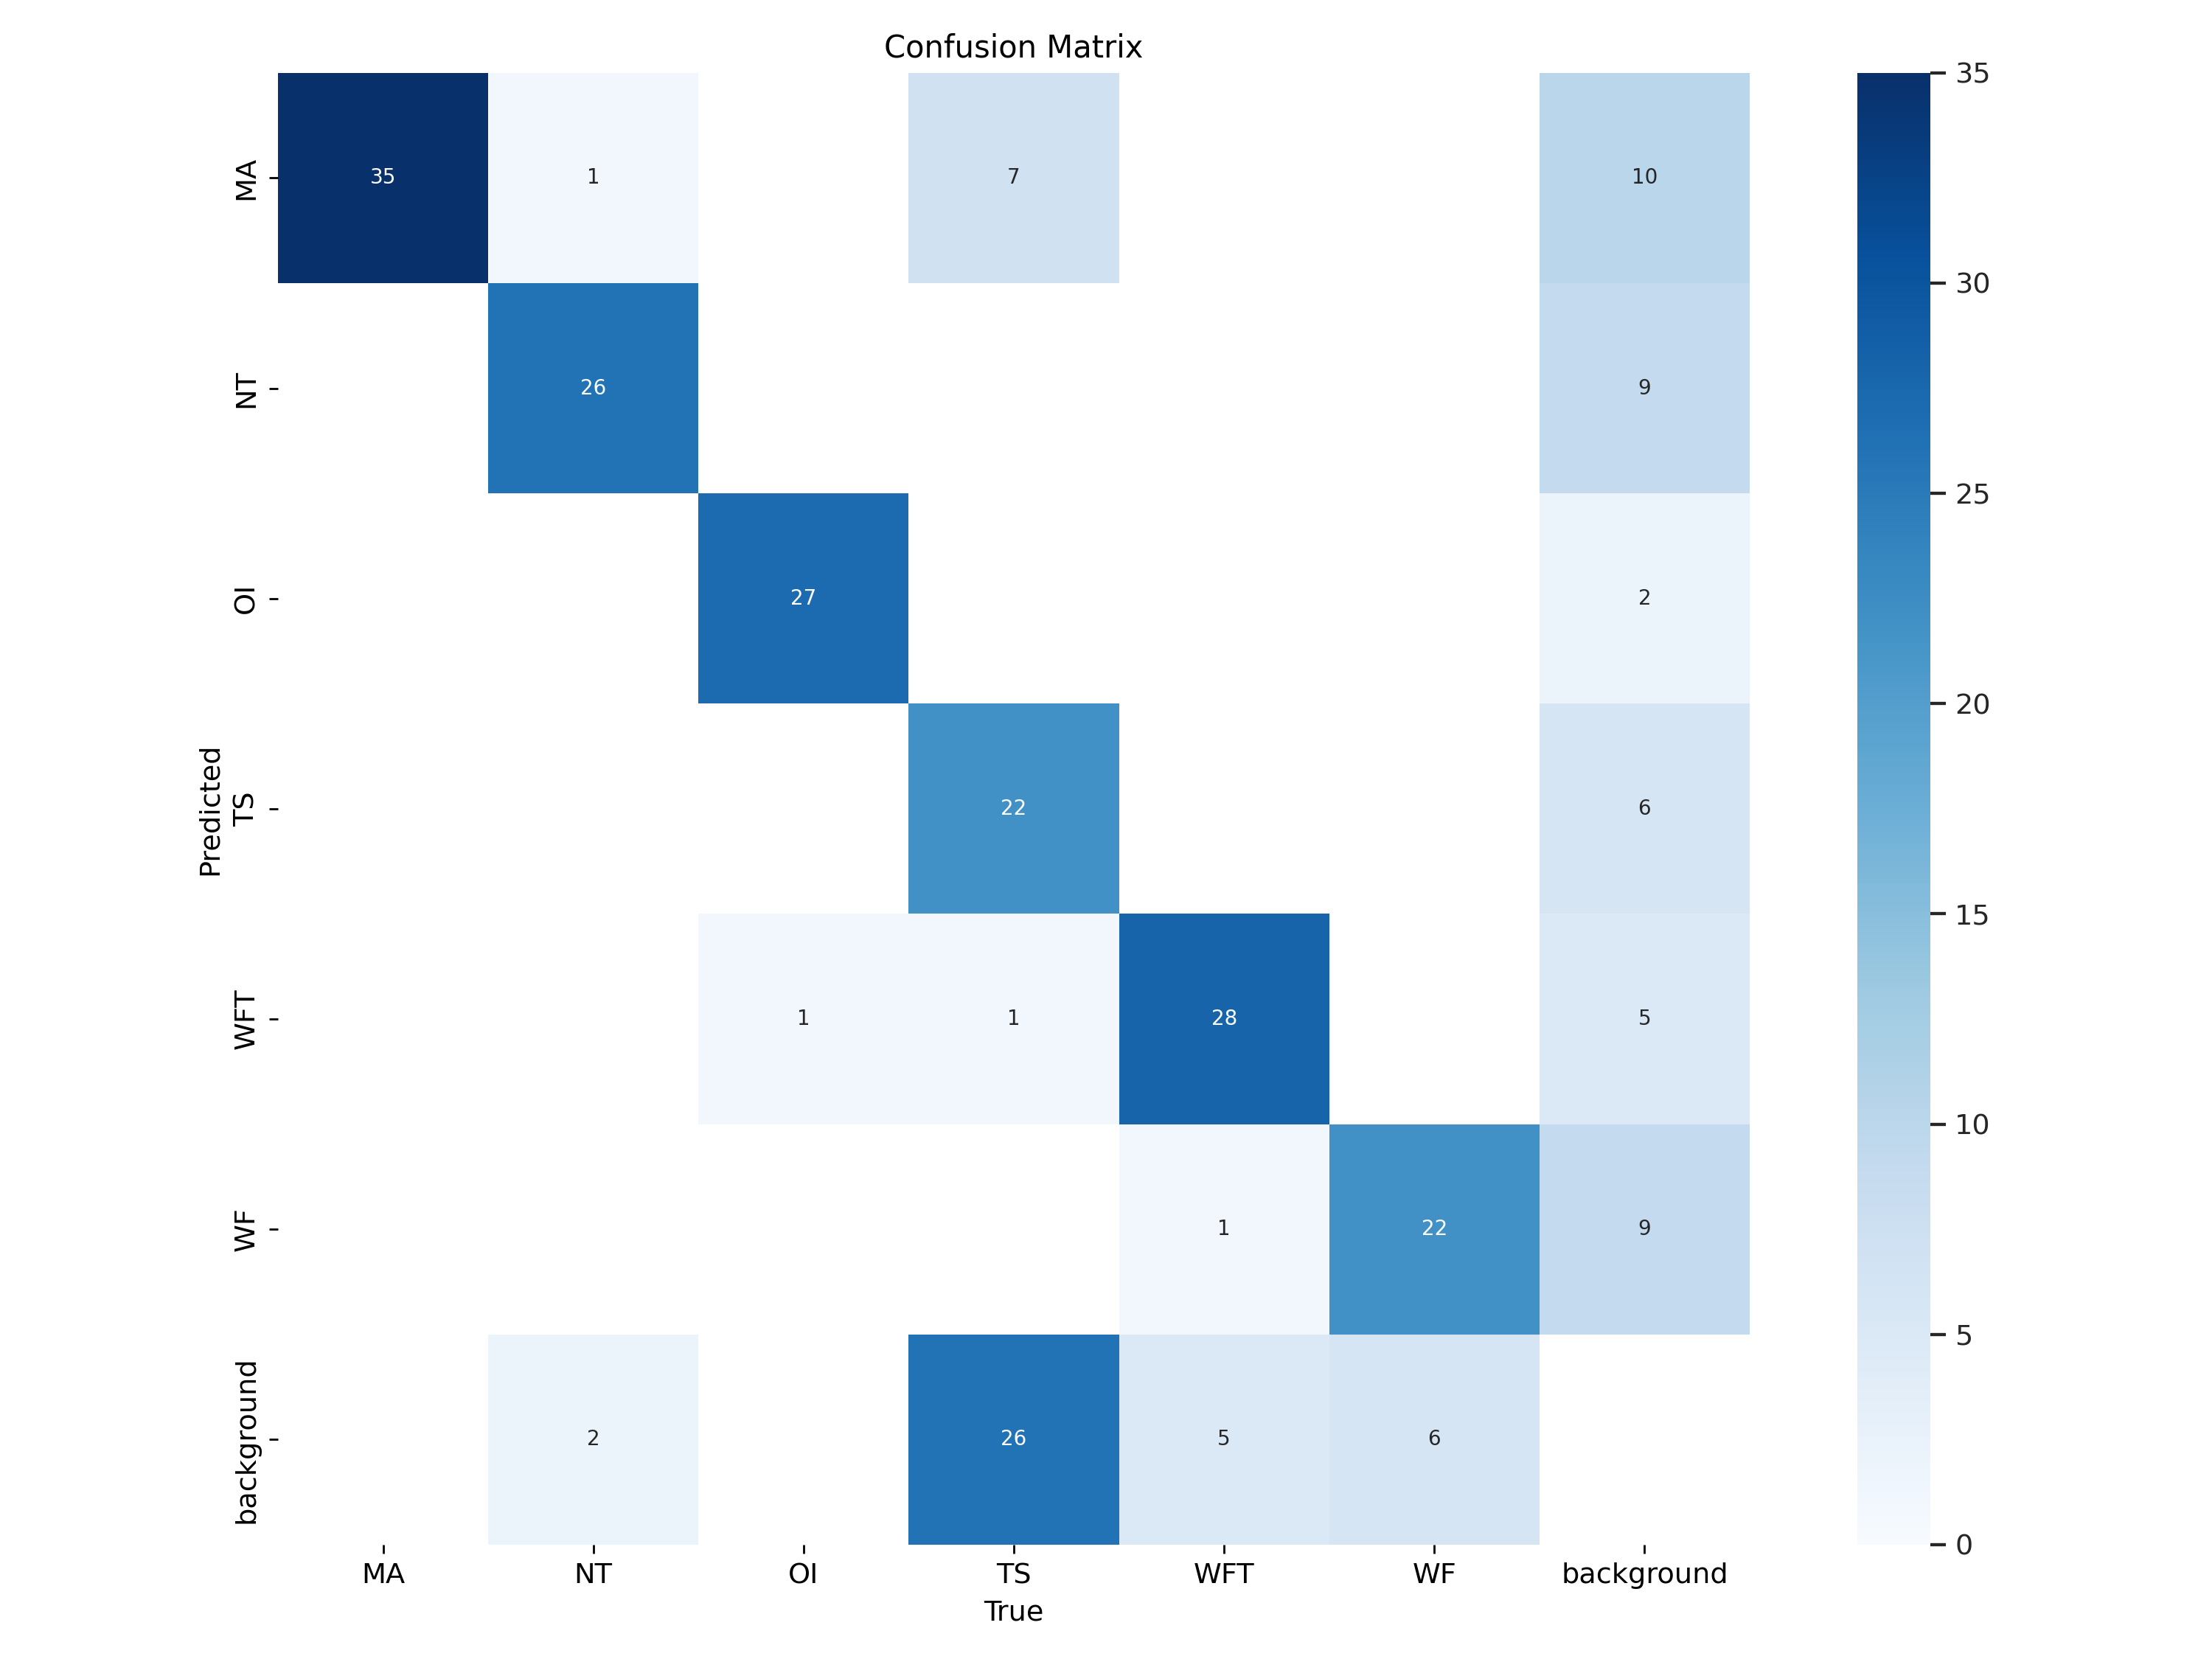 Confusion Matrix
MA 35 1 7 10
NT 26 9
OI 27 2
TS 22 6
WFT 1 1 28 5
WF 1 22 9
background 2 26 5 6
MA NT OI TS WFT WF background
True
Predicted
35
30
25
20
15
10
5
0